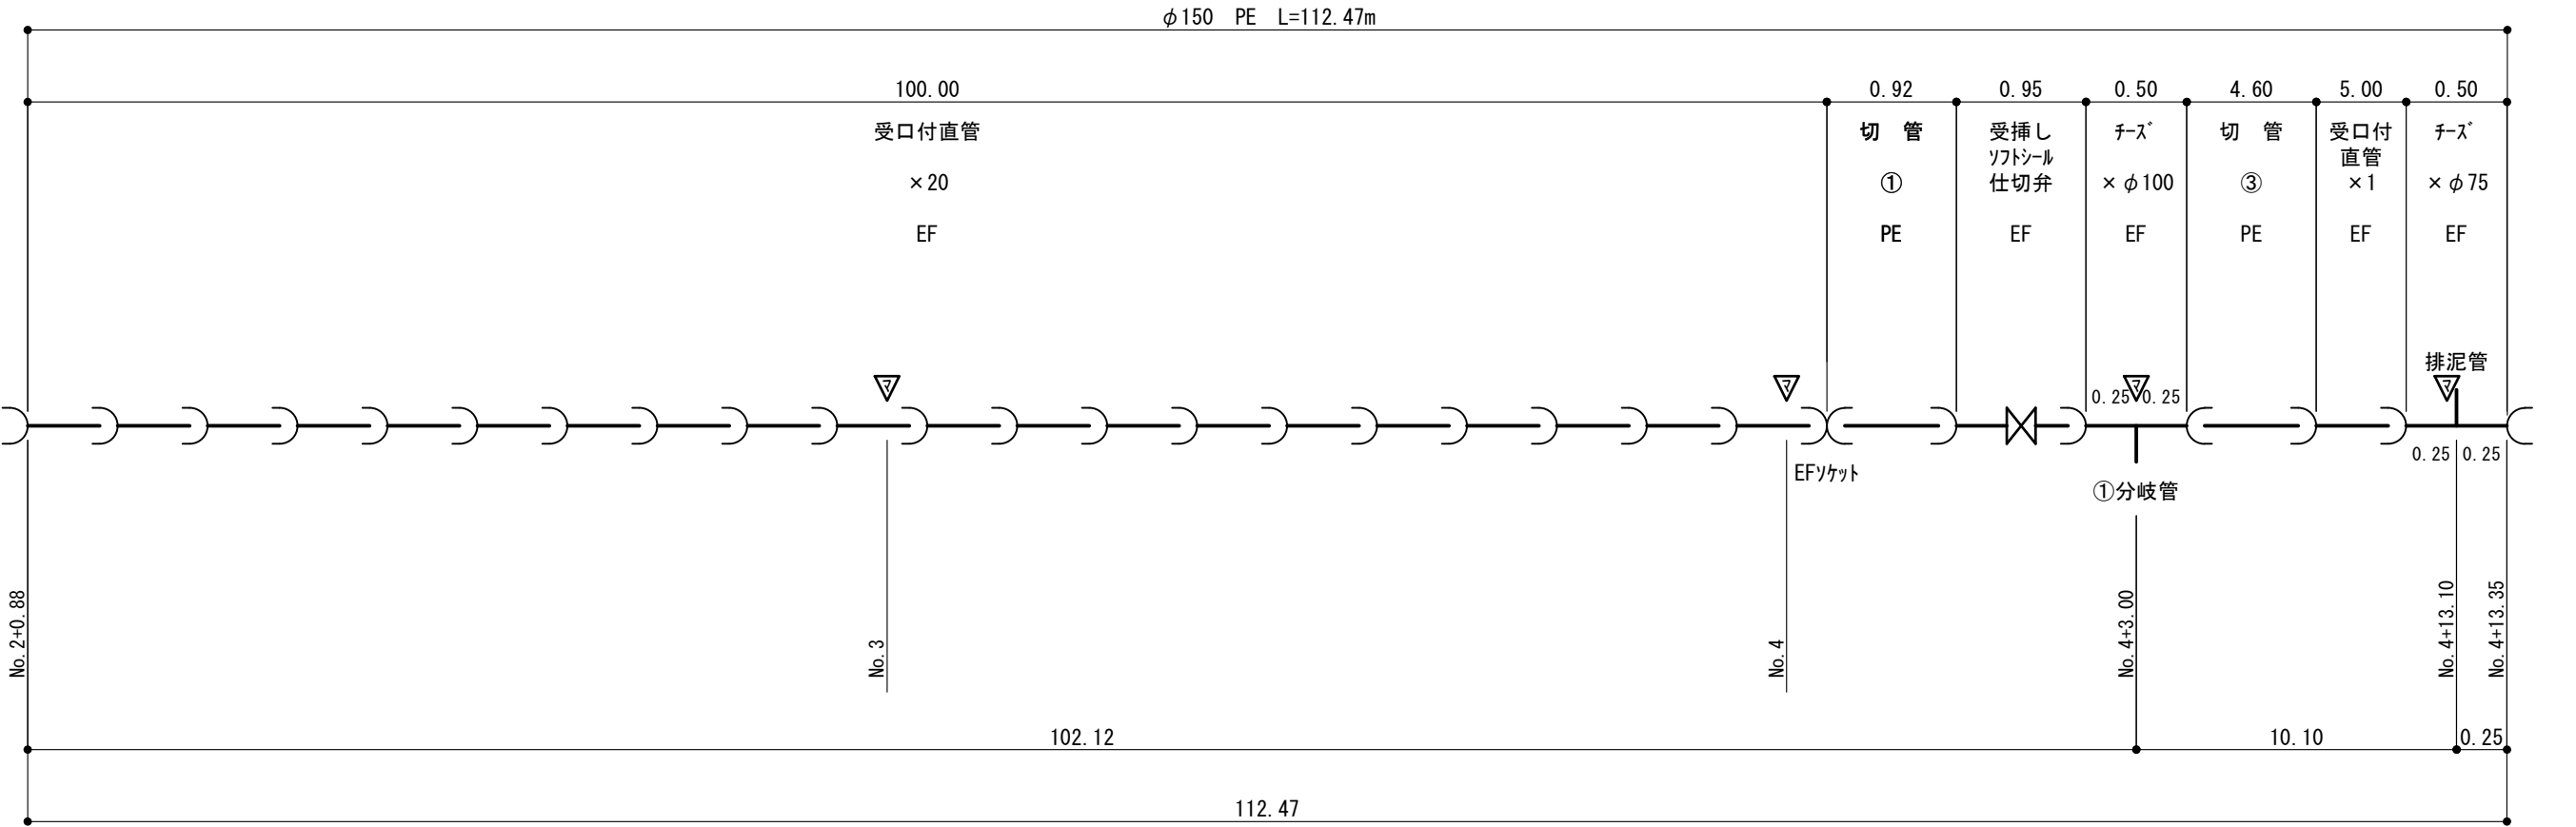 φ150 PE L=112.47m
100.00
0.92
0.95
0.50
4.60
5.00
0.50
受口付直管
×20
EF
切 管
①
PE
受挿し
ソフトシール
仕切弁
EF
チーズ
×φ100
EF
切 管
③
PE
受口付
直管
×1
EF
チーズ
×φ75
EF
排泥管
マ
マ
マ
マ
0.25
0.25
0.25
0.25
EFソケット
①分岐管
No.2+0.88
No.3
No.4
No.4+3.00
No.4+13.10
No.4+13.35
102.12
10.10
0.25
112.47